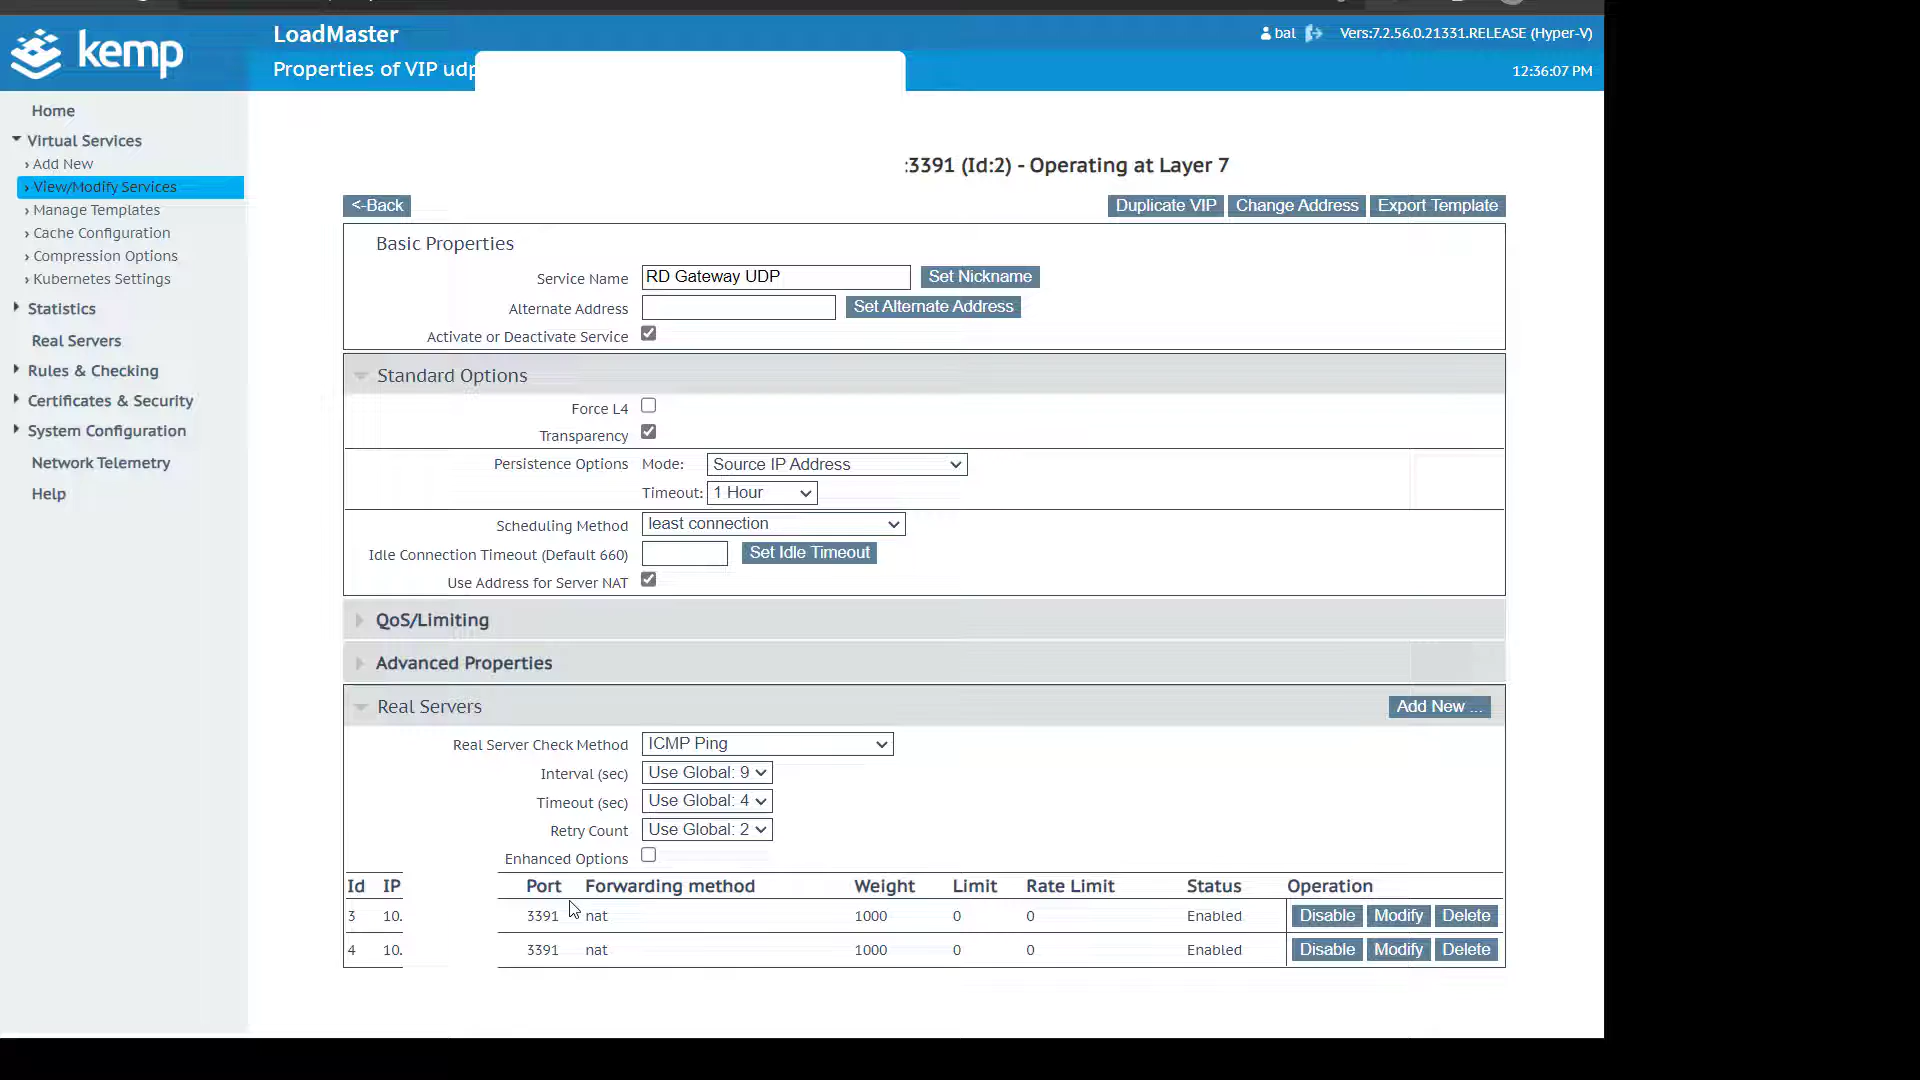 kemp
LoadMaster
bal
Vers:7.2.56.0.21331.RELEASE (Hyper-V)
Properties of VIP udp
12:36:07 PM
Home
Virtual Services
Add New
View/Modify Services
Manage Templates
Cache Configuration
Compression Options
Kubernetes Settings
Statistics
Real Servers
Rules & Checking
Certificates & Security
System Configuration
Network Telemetry
Help
:3391 (Id:2) - Operating at Layer 7
<-Back
Duplicate VIP Change Address Export Template
Basic Properties
Service Name RD Gateway UDP Set Nickname
Alternate Address Set Alternate Address
Activate or Deactivate Service
Standard Options
Force L4
Transparency
Persistence Options Mode: Source IP Address
Timeout: 1 Hour
Scheduling Method least connection
Idle Connection Timeout (Default 660) Set Idle Timeout
Use Address for Server NAT
QoS/Limiting
Advanced Properties
Real Servers Add New ...
Real Server Check Method ICMP Ping
Interval (sec) Use Global: 9
Timeout (sec) Use Global: 4
Retry Count Use Global: 2
Enhanced Options
Id IP Port Forwarding method Weight Limit Rate Limit Status Operation
3 10. 3391 nat 1000 0 0 Enabled Disable Modify Delete
4 10. 3391 nat 1000 0 0 Enabled Disable Modify Delete